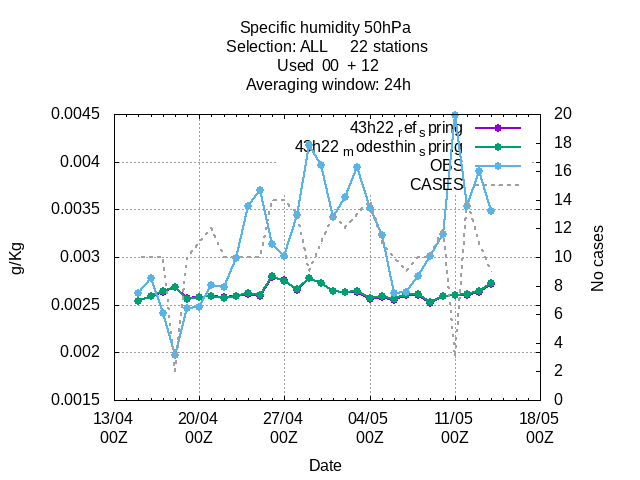 Specific humidity 50hPa
Selection: ALL     22 stations
Used  00  + 12
Averaging window: 24h
43h22_ref_spring
43h22_modesthin_spring
OBS
CASES
0.0045
0.004
0.0035
0.003
0.0025
0.002
0.0015
20
18
16
14
12
10
8
6
4
2
0
g/Kg
No cases
13/04 20/04 27/04 04/05 11/05 18/05
00Z 00Z 00Z 00Z 00Z 00Z
Date